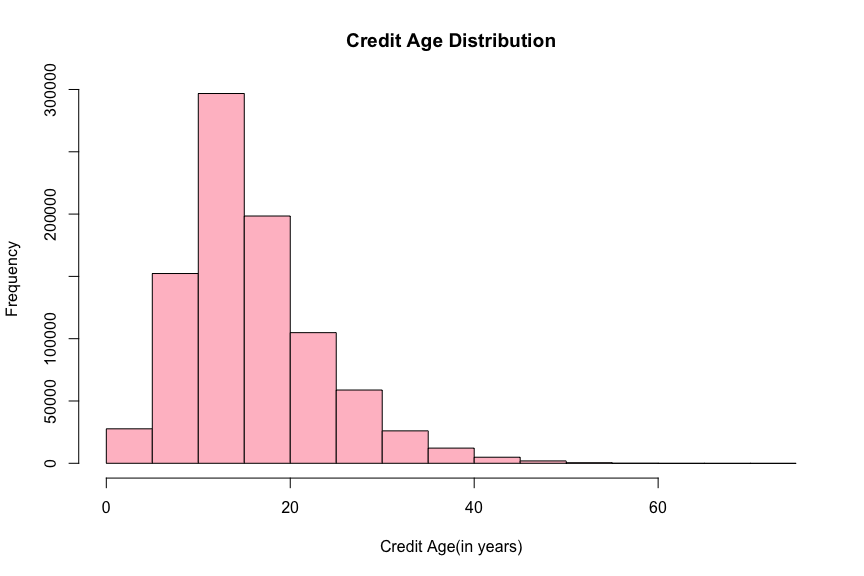 Credit Age Distribution
300000
200000
100000
50000
0
Frequency
0 20 40 60
Credit Age(in years)